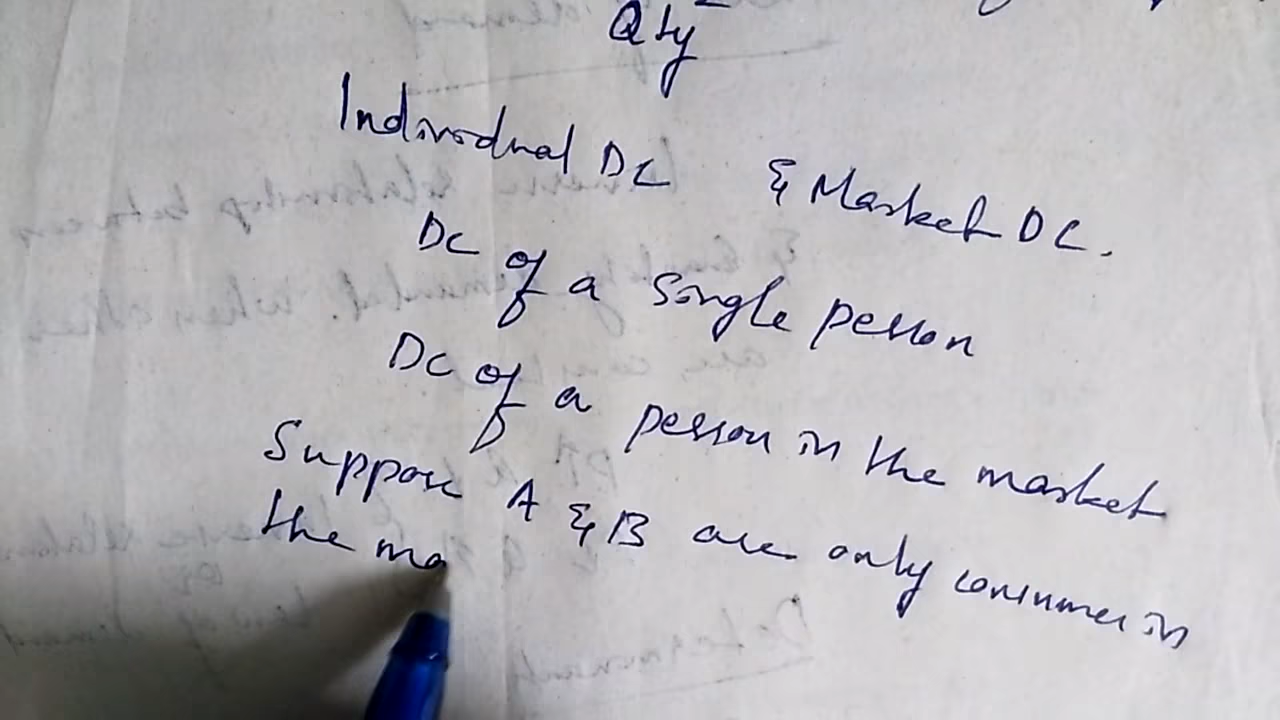 Qty
Individual DC & Market DC.
DC of a single person
DC of a person in the market
Suppose A & B are only consumer in
the ma